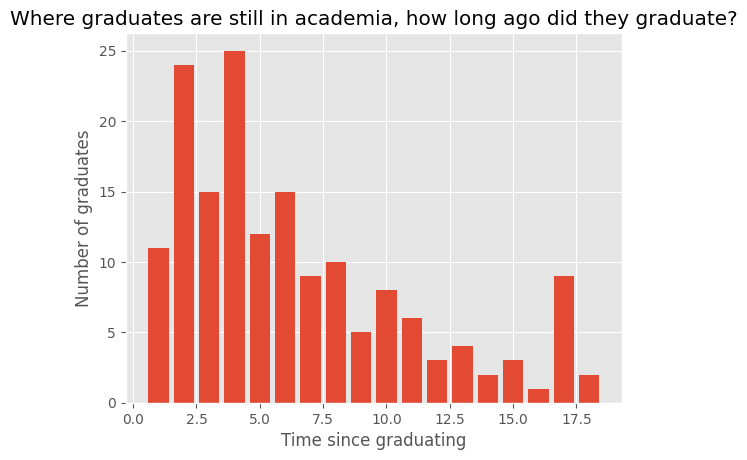 Where graduates are still in academia, how long ago did they graduate?
Number of graduates
25
20
15
10
5
0
0.0 2.5 5.0 7.5 10.0 12.5 15.0 17.5
Time since graduating